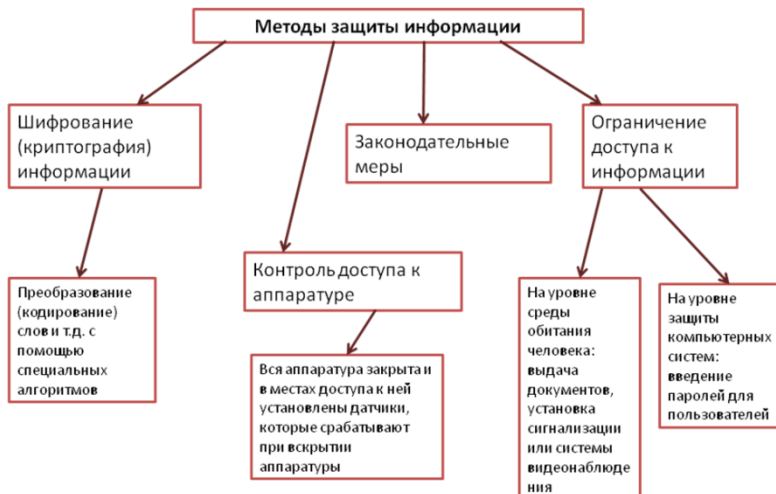 Методы защиты информации
Шифрование
(криптография)
информации
Законодательные
меры
Ограничение
доступа к
информации
Контроль доступа к
аппаратуре
Преобразование
(кодирование)
слов и т.д. с
помощью
специальных
алгоритмов
Вся аппаратура закрыта и
в местах доступа к ней
установлены датчики,
которые срабатывают
при вскрытии
аппаратуры
На уровне
среды
обитания
человека:
выдача
документов,
установка
сигнализации
или системы
видеонаблюде
ния
На уровне
защиты
компьютерных
систем:
введение
паролей для
пользователей